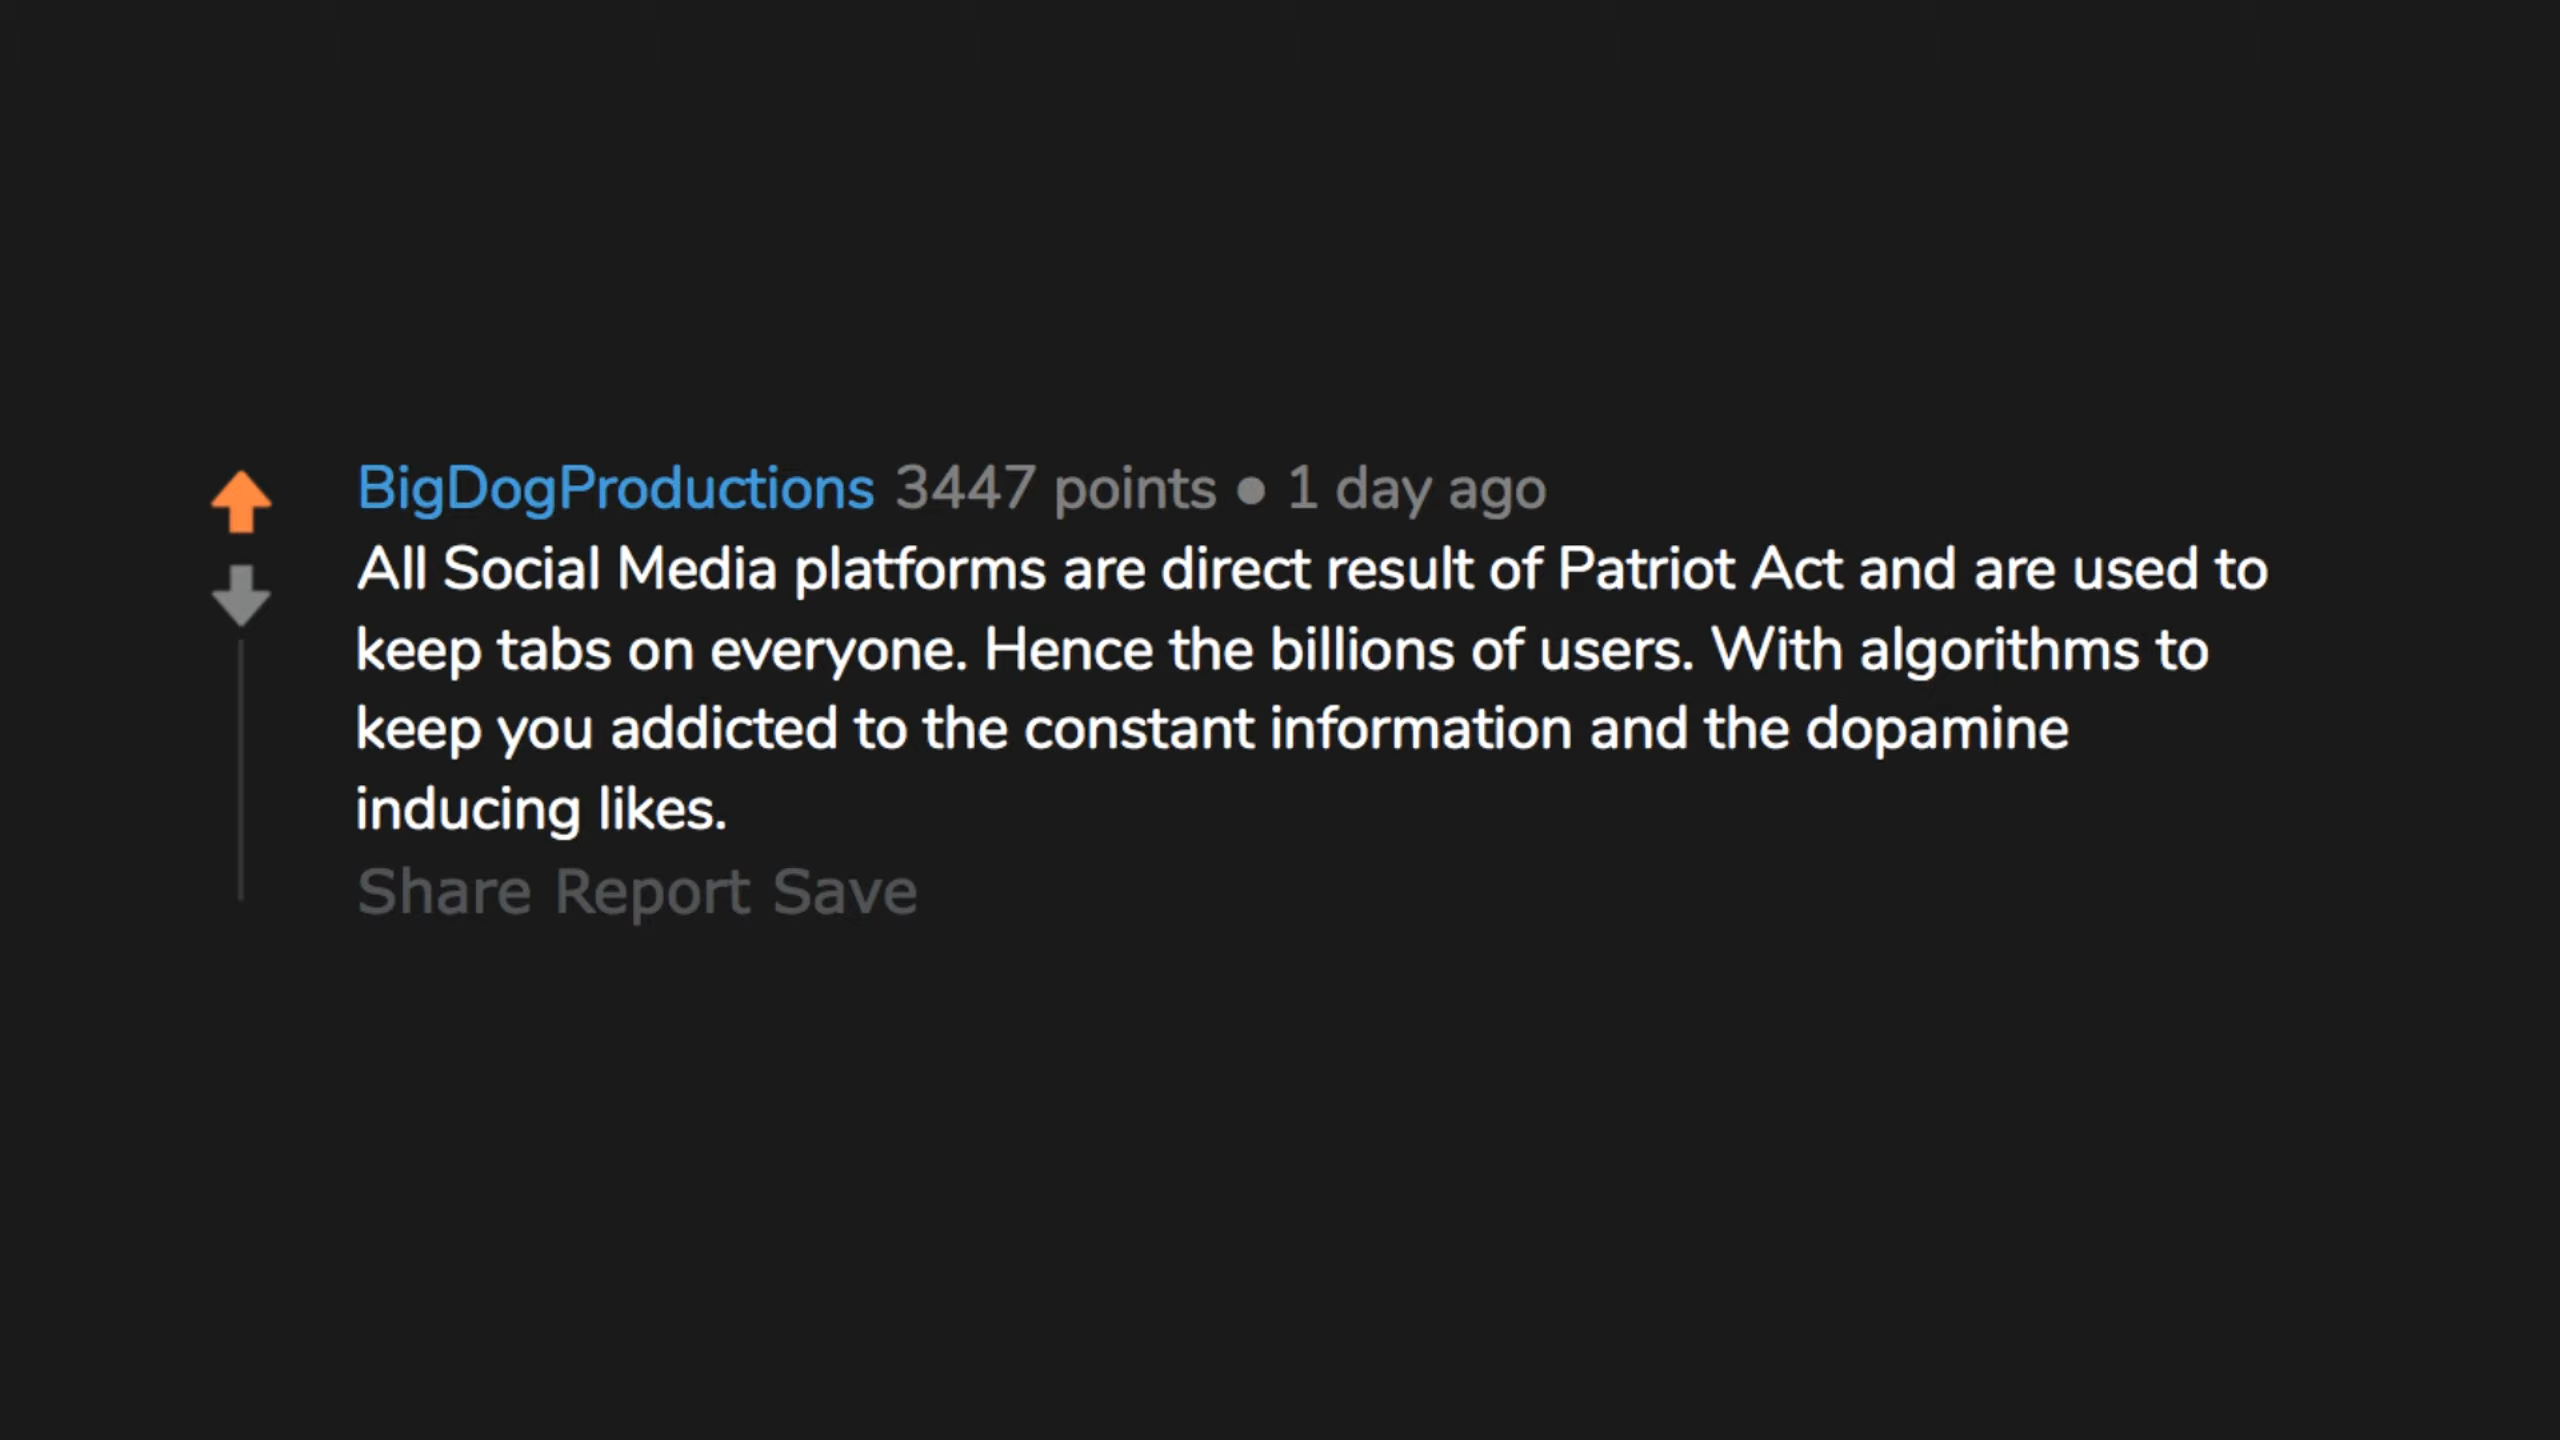 BigDogProductions 3447 points ● 1 day ago
All Social Media platforms are direct result of Patriot Act and are used to
keep tabs on everyone. Hence the billions of users. With algorithms to
keep you addicted to the constant information and the dopamine
inducing likes.
Share Report Save